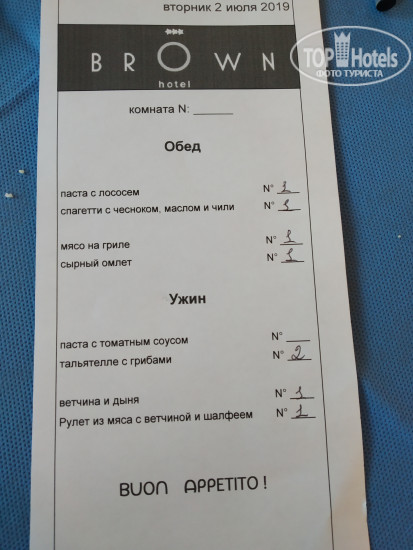 вторник 2 июля 2019
TOP Hotels
ФОТО ТУРИСТА
BROWN
hotel
комната N: ______
Обед
паста с лососем N° 1
спагетти с чесноком, маслом и чили N° 1
мясо на гриле N° 1
сырный омлет N° 1
Ужин
паста с томатным соусом N° ___
тальятелле с грибами N° 2
ветчина и дыня N° 1
Рулет из мяса с ветчиной и шалфеем N° 1
BUON APPETITO!